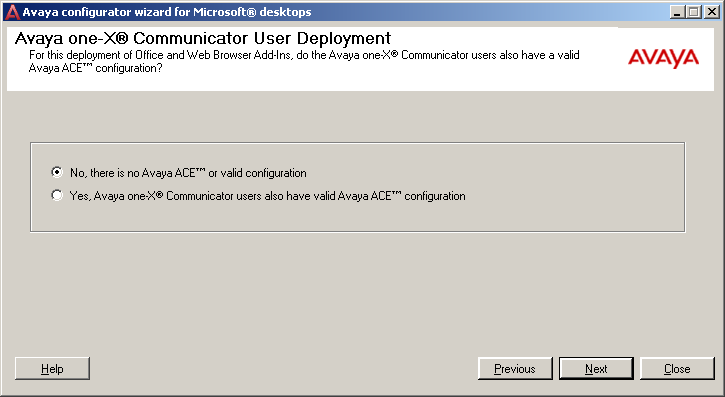 Avaya configurator wizard for Microsoft® desktops
Avaya one-X® Communicator User Deployment
For this deployment of Office and Web Browser Add-Ins, do the Avaya one-X® Communicator users also have a valid
Avaya ACE™ configuration?
AVAYA
No, there is no Avaya ACE™ or valid configuration
Yes, Avaya one-X® Communicator users also have valid Avaya ACE™ configuration
Help
Previous
Next
Close